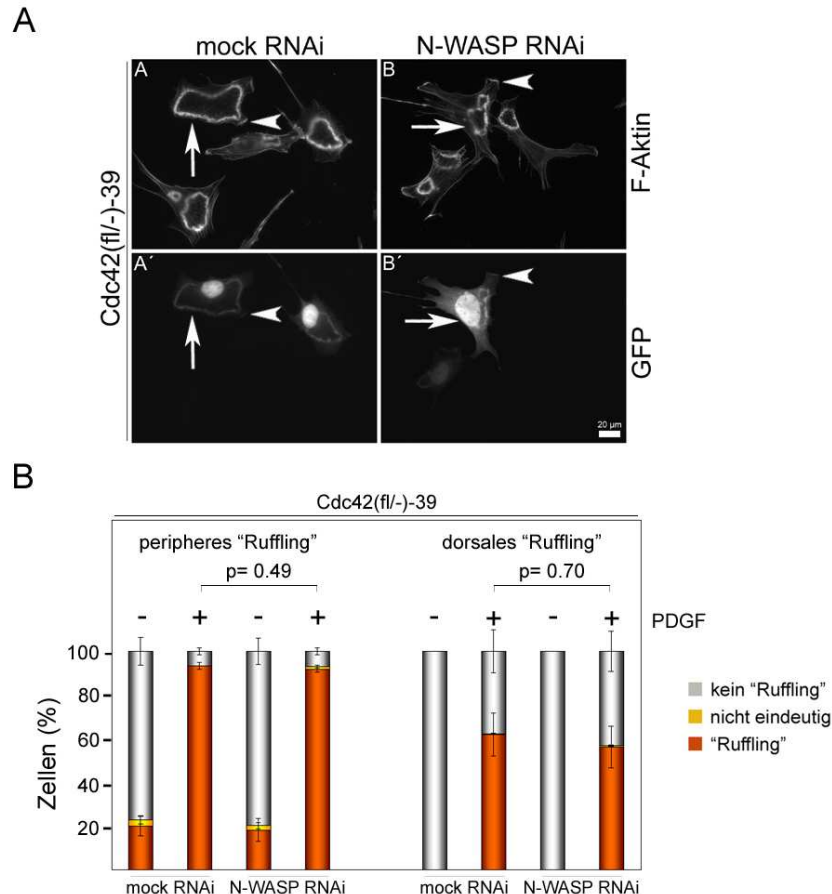 A
mock RNAi
N-WASP RNAi
Cdc42(fl/-)-39
A
B
F-Aktin
A´
B´
GFP
20 µm
B
Cdc42(fl/-)-39
peripheres “Ruffling”
dorsales “Ruffling”
p= 0.49
p= 0.70
- + - + - + - + PDGF
Zellen (%)
100
80
60
40
20
kein “Ruffling”
nicht eindeutig
“Ruffling”
mock RNAi N-WASP RNAi mock RNAi N-WASP RNAi